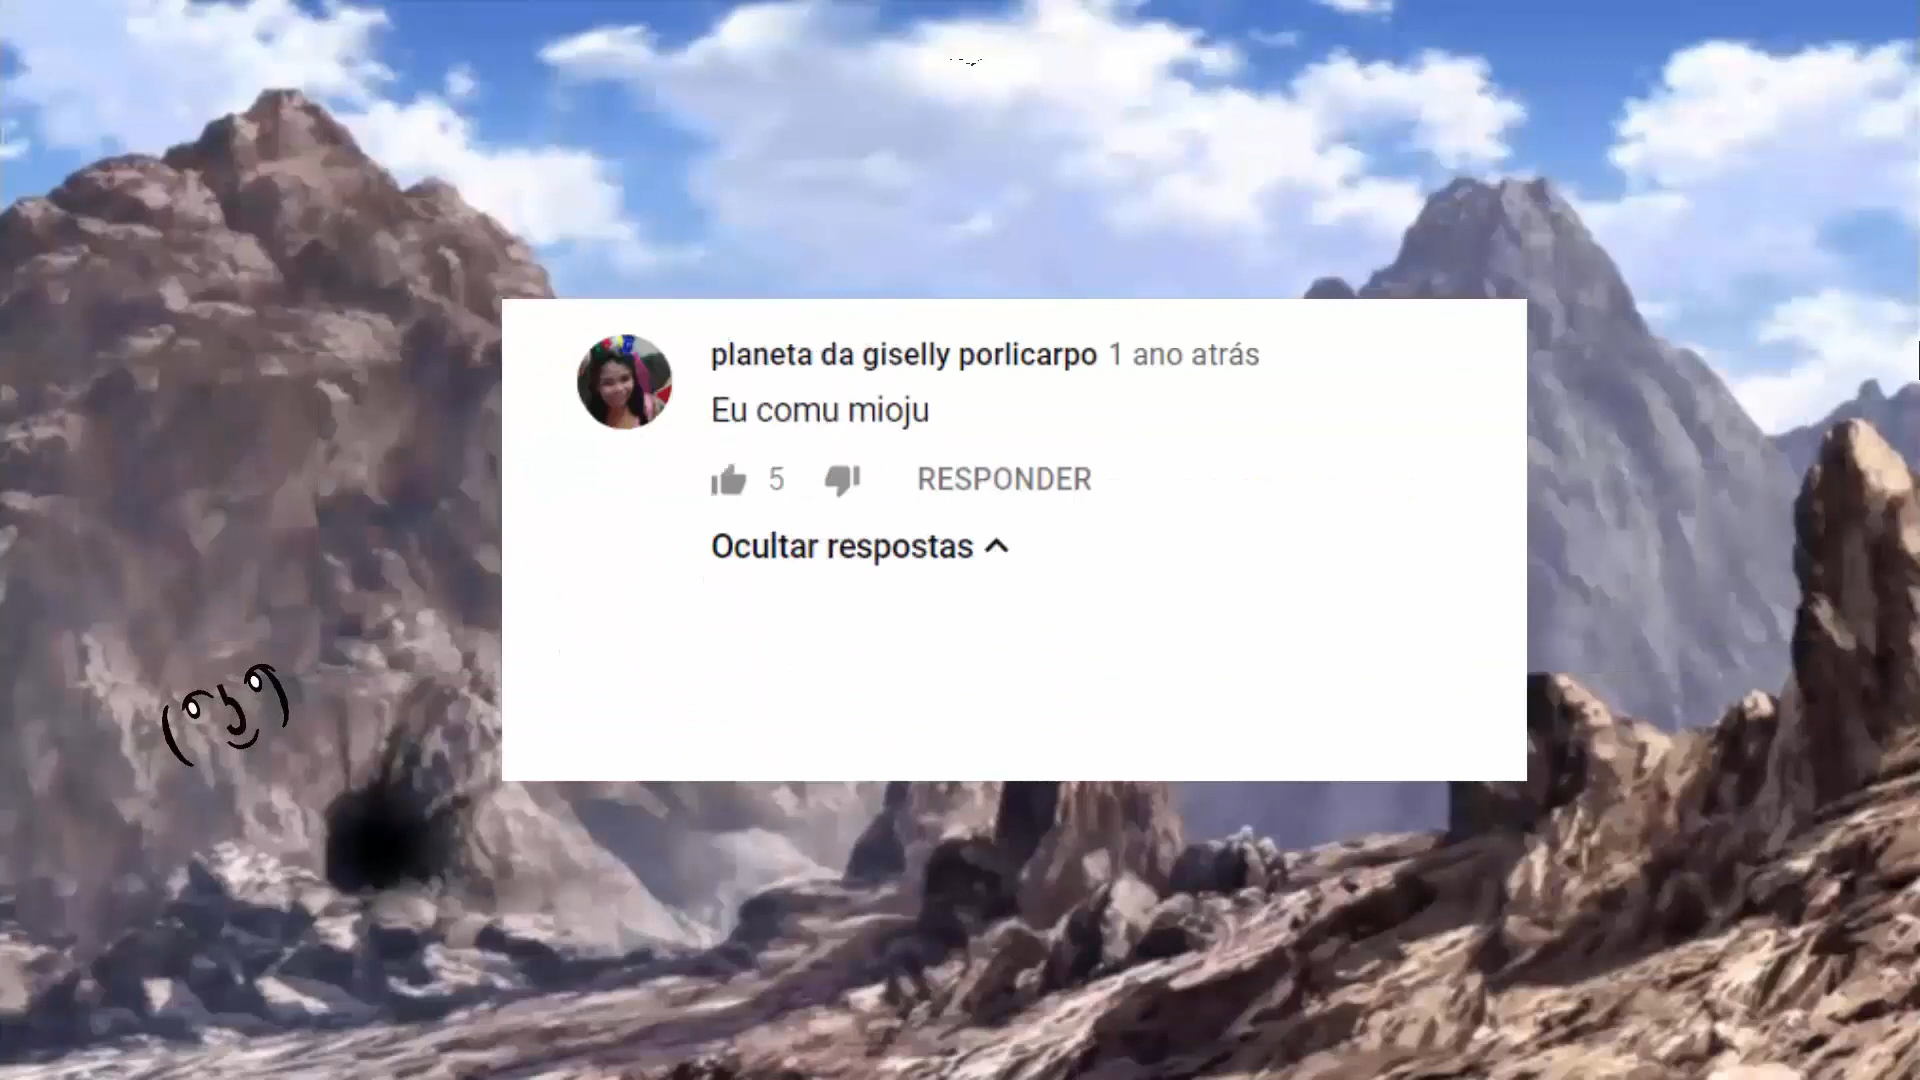 planeta da giselly porlicarpo 1 ano atrás
Eu comu mioju
5 RESPONDER
Ocultar respostas
( ͡° ͜ʖ ͡°)